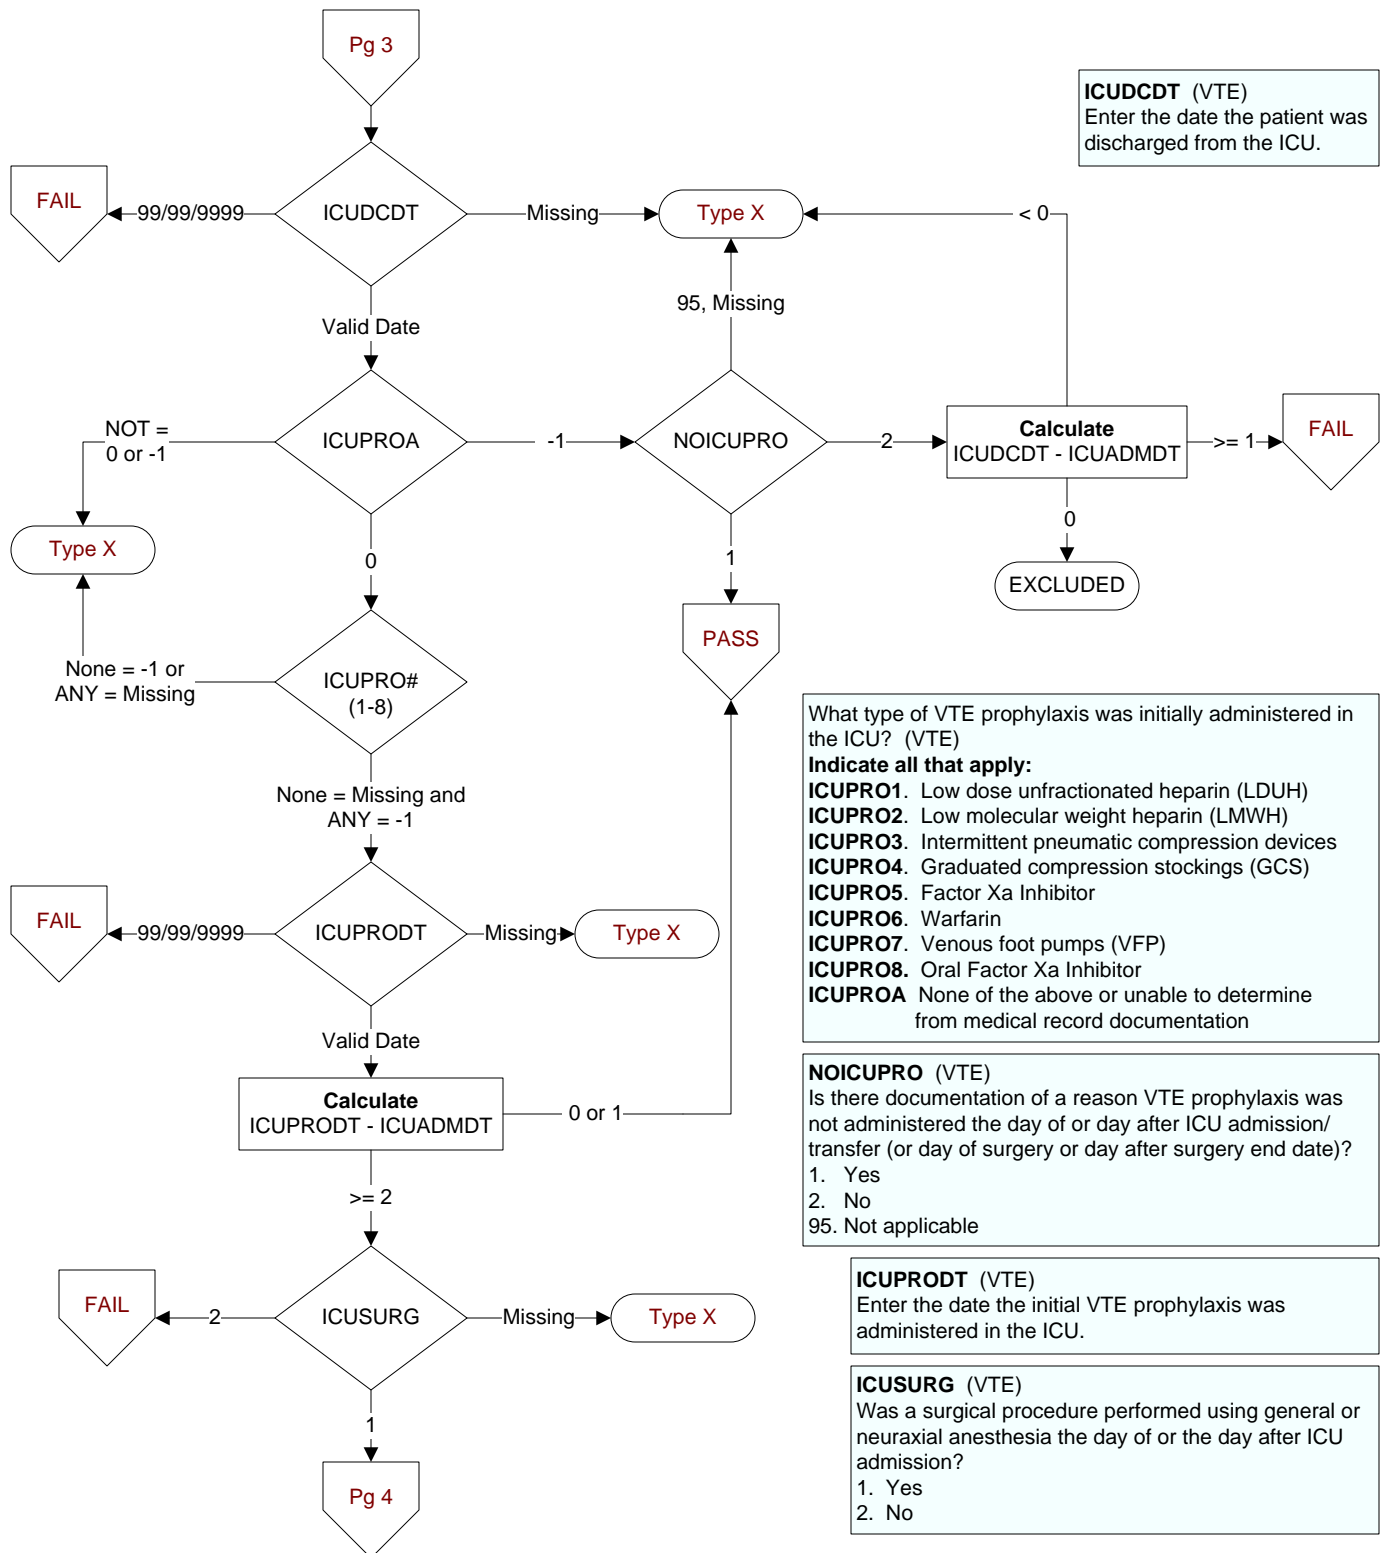 Pg 3
ICUDCDT (VTE)
Enter the date the patient was
discharged from the ICU.
FAIL
99/99/9999
ICUDCDT
Missing
Type X
< 0
95, Missing
Valid Date
NOT =
0 or -1
ICUPROA
-1
NOICUPRO
2
Calculate
ICUDCDT - ICUADMDT
>= 1
FAIL
Type X
0
1
0
EXCLUDED
PASS
None = -1 or
ANY = Missing
ICUPRO#
(1-8)
What type of VTE prophylaxis was initially administered in
the ICU? (VTE)
Indicate all that apply:
ICUPRO1. Low dose unfractionated heparin (LDUH)
ICUPRO2. Low molecular weight heparin (LMWH)
ICUPRO3. Intermittent pneumatic compression devices
ICUPRO4. Graduated compression stockings (GCS)
ICUPRO5. Factor Xa Inhibitor
ICUPRO6. Warfarin
ICUPRO7. Venous foot pumps (VFP)
ICUPRO8. Oral Factor Xa Inhibitor
ICUPROA None of the above or unable to determine
from medical record documentation
None = Missing and
ANY = -1
FAIL
99/99/9999
ICUPRODT
Missing
Type X
Valid Date
Calculate
ICUPRODT - ICUADMDT
0 or 1
NOICUPRO (VTE)
Is there documentation of a reason VTE prophylaxis was
not administered the day of or day after ICU admission/
transfer (or day of surgery or day after surgery end date)?
1. Yes
2. No
95. Not applicable
>= 2
FAIL
2
ICUSURG
Missing
Type X
ICUPRODT (VTE)
Enter the date the initial VTE prophylaxis was
administered in the ICU.
ICUSURG (VTE)
Was a surgical procedure performed using general or
neuraxial anesthesia the day of or the day after ICU
admission?
1. Yes
2. No
1
Pg 4